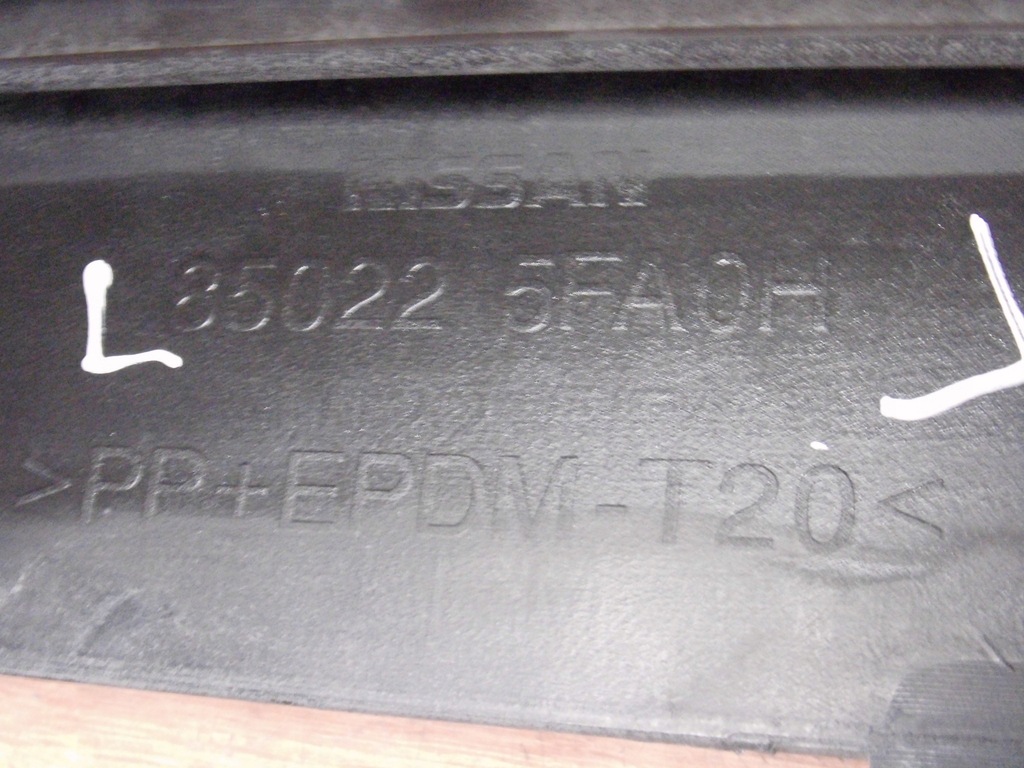 NISSAN
85022 5FA0H
>PP+EPDM-T20<